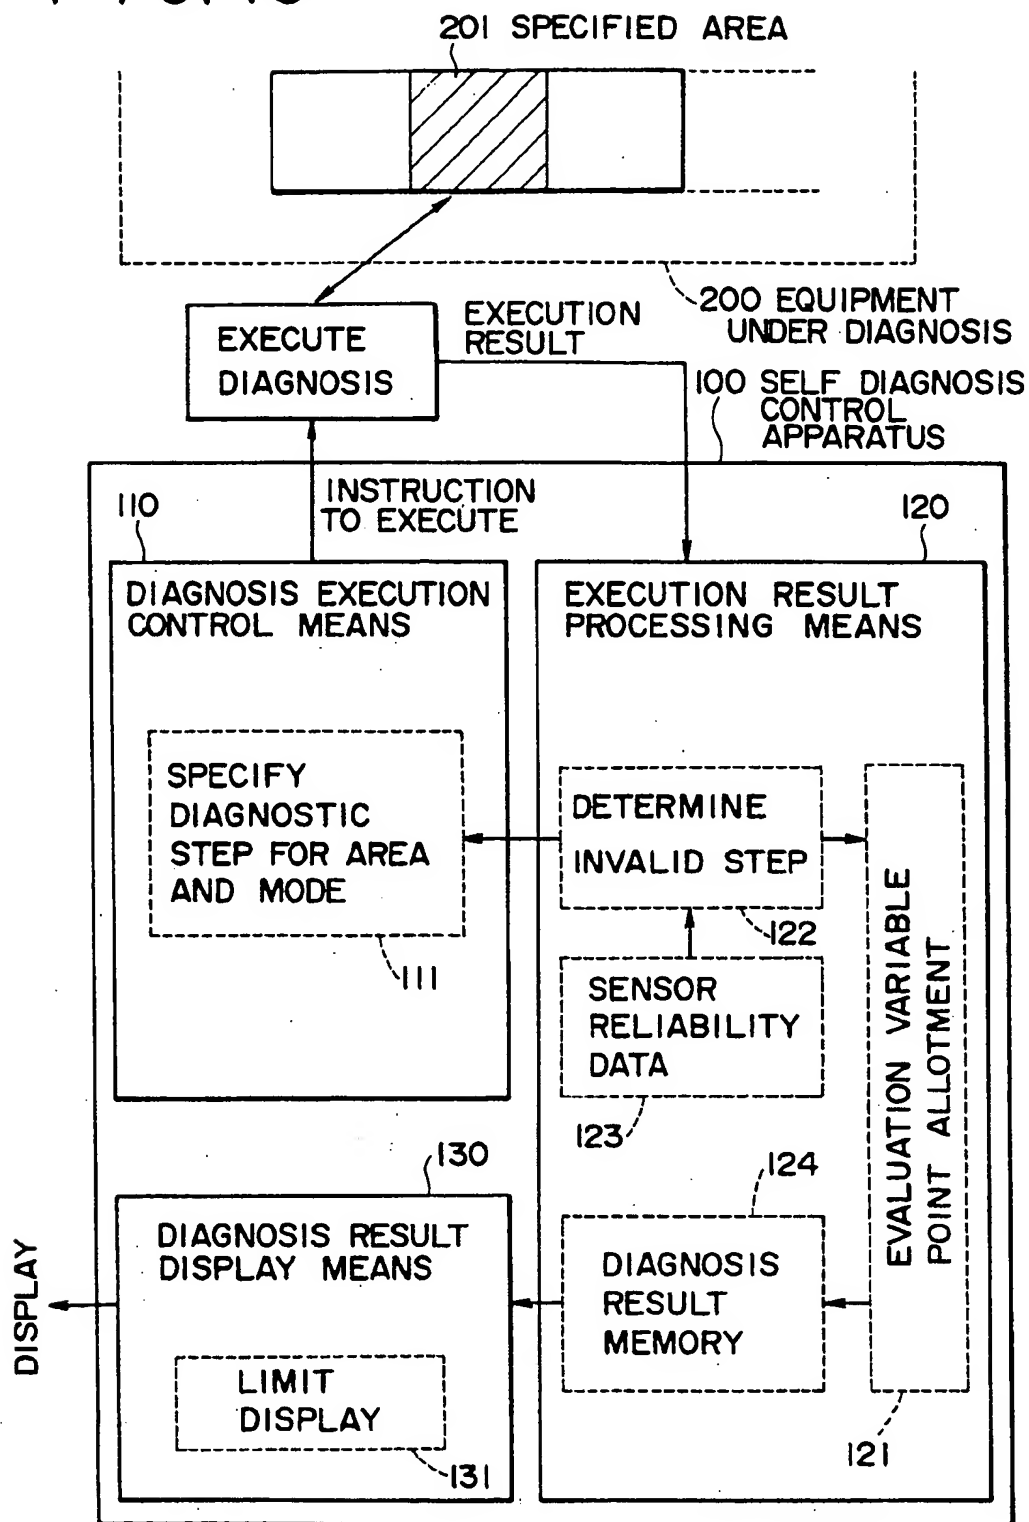 201 SPECIFIED AREA
200 EQUIPMENT
UNDER DIAGNOSIS
EXECUTE
DIAGNOSIS
EXECUTION
RESULT
100 SELF DIAGNOSIS
CONTROL
APPARATUS
INSTRUCTION
TO EXECUTE
110
120
DIAGNOSIS EXECUTION
CONTROL MEANS
EXECUTION RESULT
PROCESSING MEANS
SPECIFY
DIAGNOSTIC
STEP FOR AREA
AND MODE
111
DETERMINE
INVALID STEP
122
SENSOR
RELIABILITY
DATA
123
EVALUATION VARIABLE
POINT ALLOTMENT
121
124
DIAGNOSIS
RESULT
MEMORY
130
DIAGNOSIS RESULT
DISPLAY MEANS
LIMIT
DISPLAY
131
DISPLAY